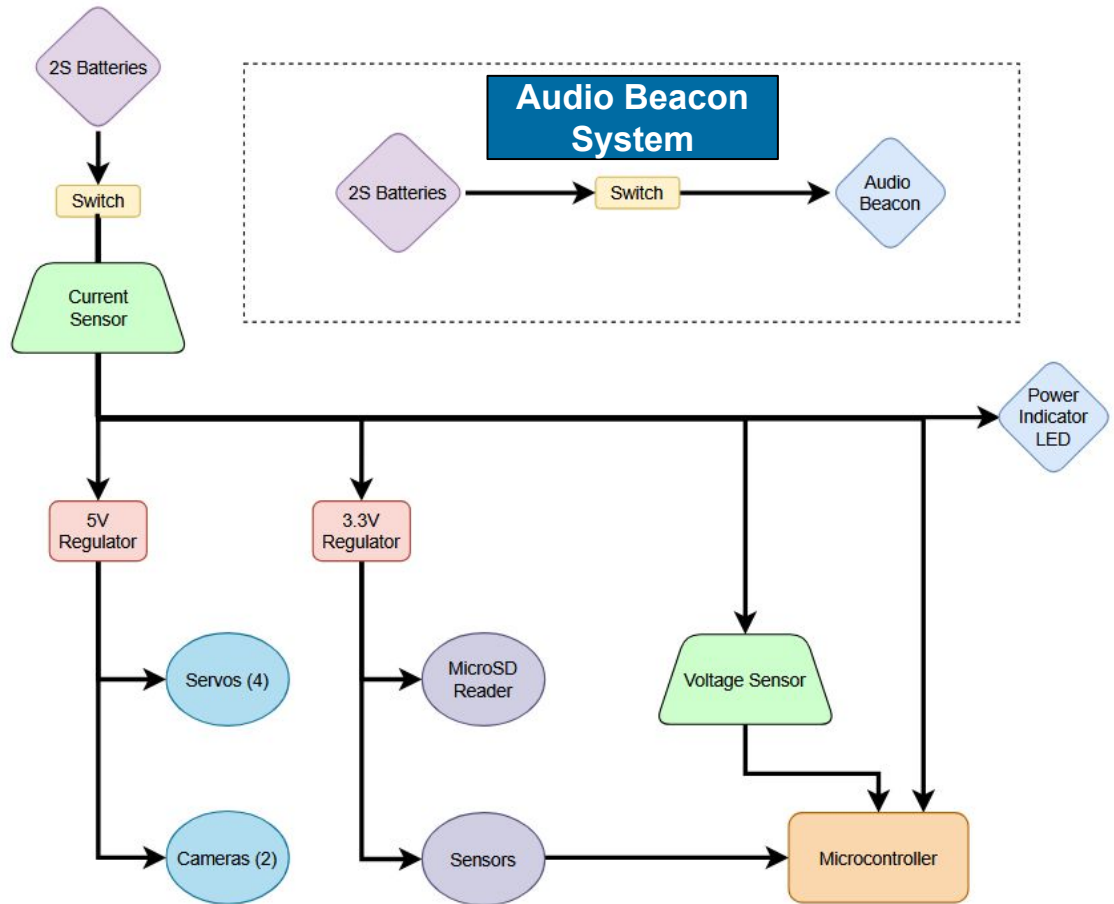 2S Batteries
Switch
Current
Sensor
Audio Beacon
System
2S Batteries
Switch
Audio
Beacon
Power
Indicator
LED
5V
Regulator
3.3V
Regulator
Servos (4)
MicroSD
Reader
Voltage Sensor
Cameras (2)
Sensors
Microcontroller